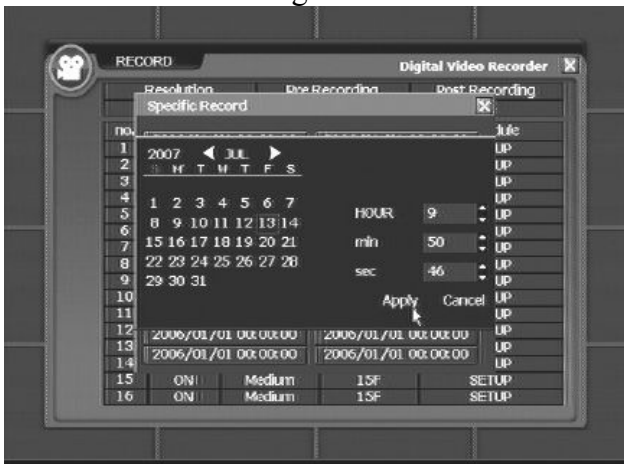 RECORD
Digital Video Recorder
Resolution Pre Recording Post Recording
Specific Record
no.
1 UP
2 UP
3 UP
4 UP
5 UP
6 UP
7 UP
8 UP
9 UP
10 UP
11 UP
12 UP
13 UP
14 UP
2007 JUL
M T W T F S
1 2 3 4 5 6 7
8 9 10 11 12 13 14
15 16 17 18 19 20 21
22 23 24 25 26 27 28
29 30 31
HOUR 9
min 50
sec 46
Apply Cancel
2006/01/01 00:00:00 2006/01/01 00:00:00
2006/01/01 00:00:00 2006/01/01 00:00:00
15 ON Medium 15F SETUP
16 ON Medium 15F SETUP